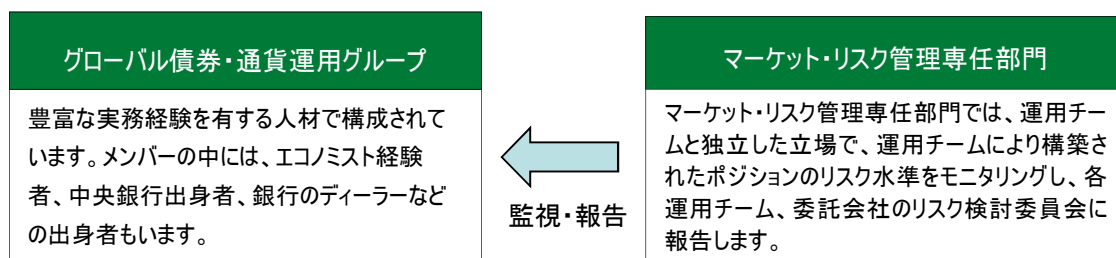 グローバル債券・通貨運用グループ
豊富な実務経験を有する人材で構成されて
います。メンバーの中には、エコノミスト経験
者、中央銀行出身者、銀行のディーラーなど
の出身者もいます。
監視・報告
マーケット・リスク管理専任部門
マーケット・リスク管理専任部門では、運用チー
ムと独立した立場で、運用チームにより構築さ
れたポジションのリスク水準をモニタリングし、各
運用チーム、委託会社のリスク検討委員会に
報告します。